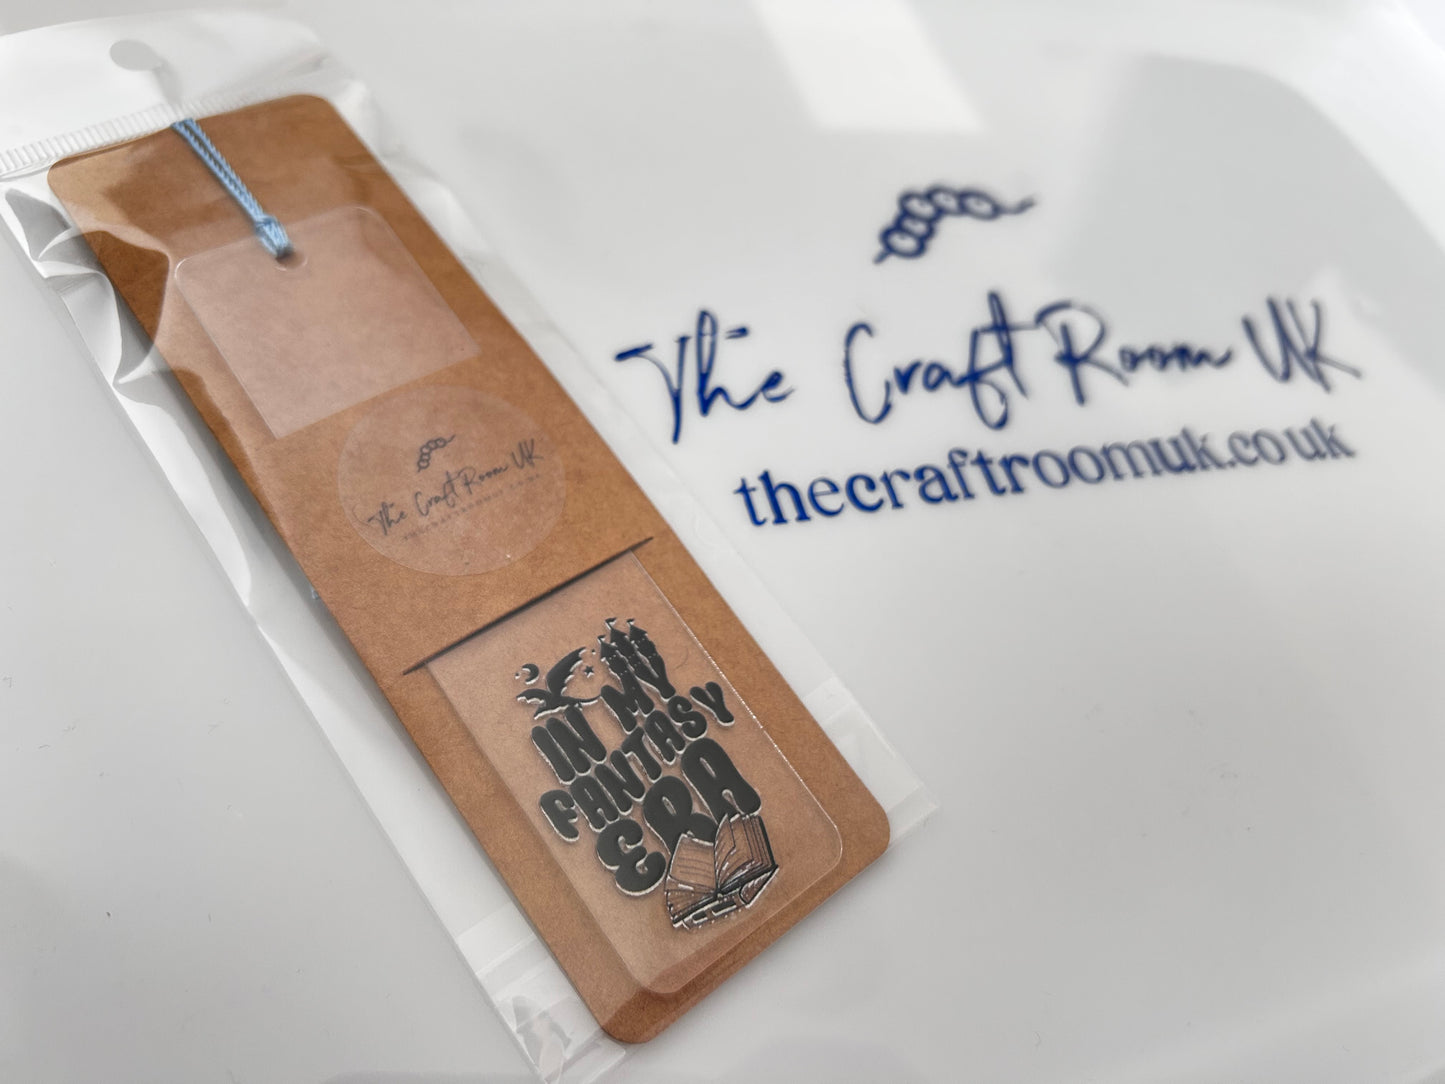 The Craft Room UK
thecraftroomuk.co.uk
The Craft Room UK
IN MY
FANTASY
ERA